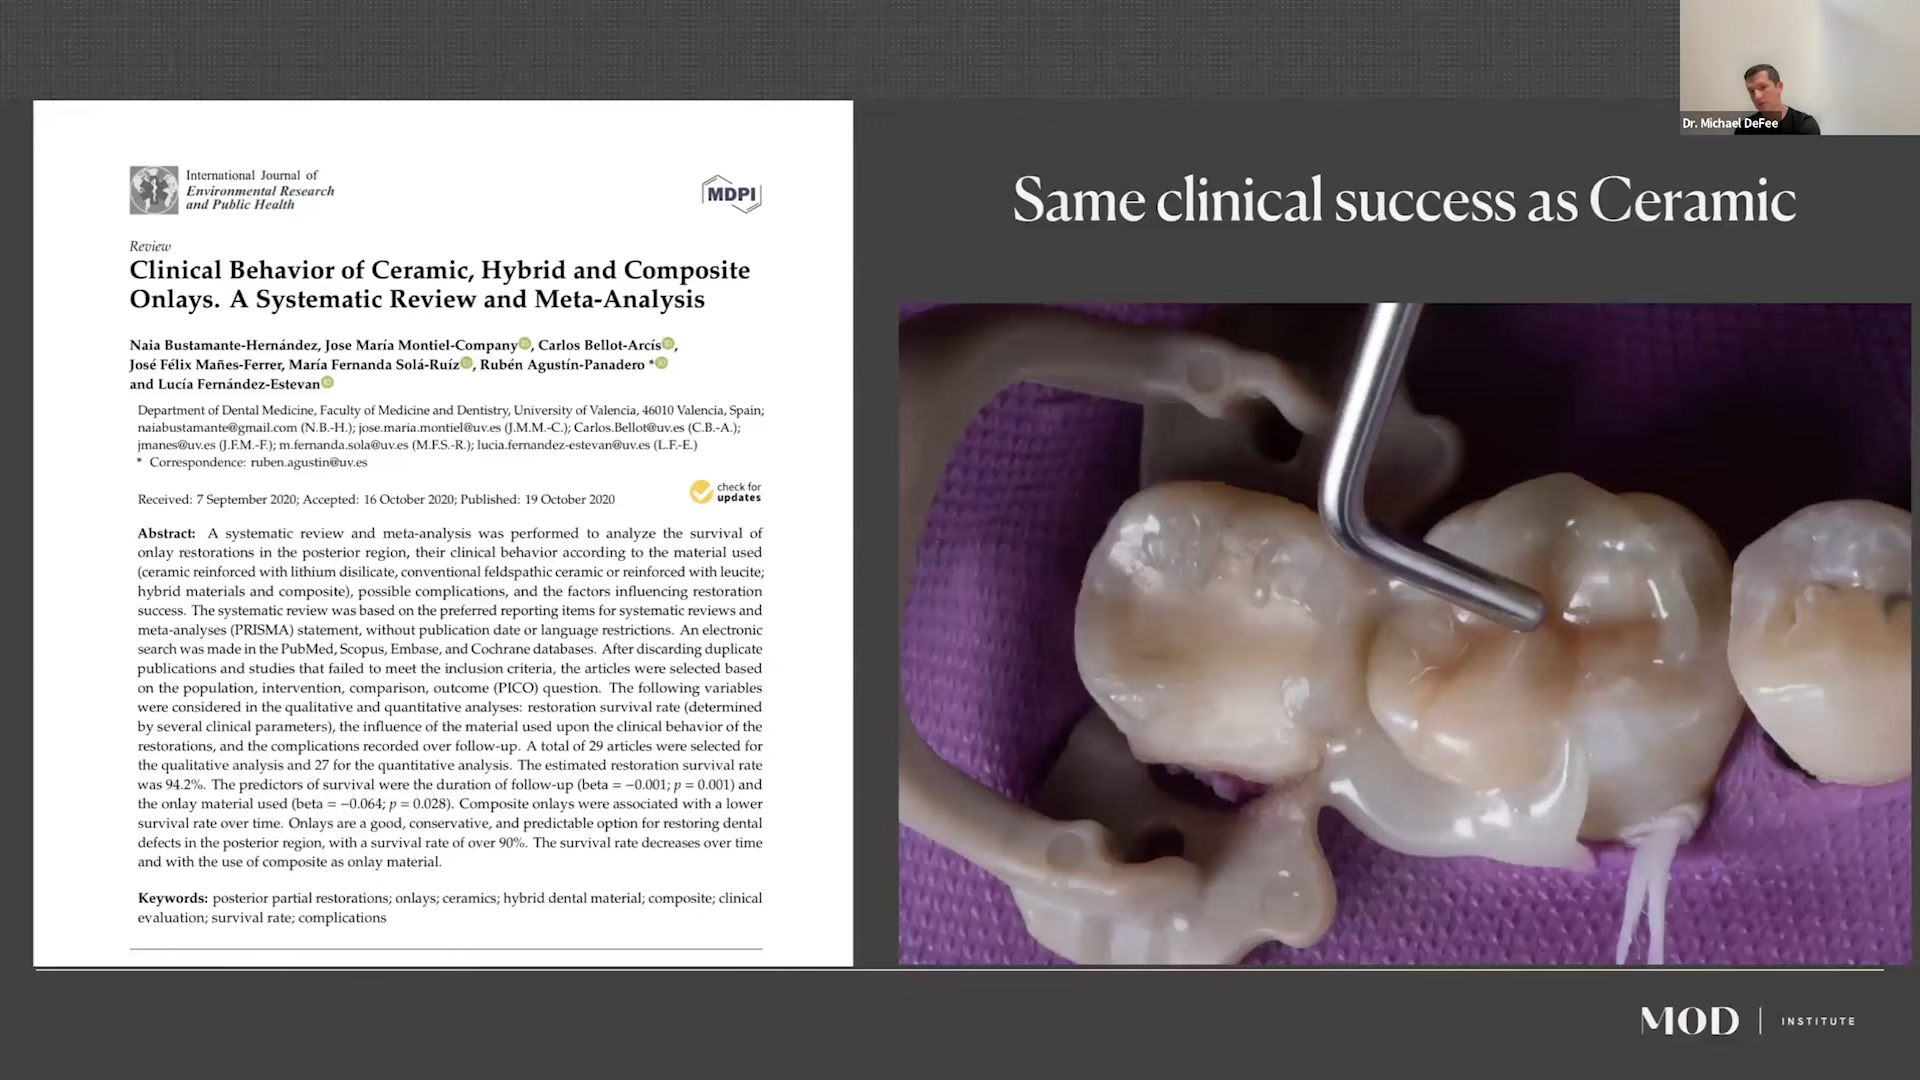 Dr. Michael DeFee
International Journal of
Environmental Research
and Public Health
MDPI
Review
Clinical Behavior of Ceramic, Hybrid and Composite
Onlays. A Systematic Review and Meta-Analysis
Naia Bustamante-Hernández, Jose María Montiel-Company, Carlos Bellot-Arcís,
José Félix Mañes-Ferrer, María Fernanda Solá-Ruíz, Rubén Agustín-Panadero *
and Lucía Fernández-Estevan
Department of Dental Medicine, Faculty of Medicine and Dentistry, University of Valencia, 46010 Valencia, Spain;
naiabustamante@gmail.com (N.B.-H.); jose.maria.montiel@uv.es (J.M.M.-C.); Carlos.Bellot@uv.es (C.B.-A.);
jmanes@uv.es (J.F.M.-F.); m.fernanda.sola@uv.es (M.F.S.-R.); lucia.fernandez-estevan@uv.es (L.F.-E.)
* Correspondence: ruben.agustin@uv.es
Received: 7 September 2020; Accepted: 16 October 2020; Published: 19 October 2020
check for
updates
Abstract: A systematic review and meta-analysis was performed to analyze the survival of
onlay restorations in the posterior region, their clinical behavior according to the material used
(ceramic reinforced with lithium disilicate, conventional feldspathic ceramic or reinforced with leucite;
hybrid materials and composite), possible complications, and the factors influencing restoration
success. The systematic review was based on the preferred reporting items for systematic reviews and
meta-analyses (PRISMA) statement, without publication date or language restrictions. An electronic
search was made in the PubMed, Scopus, Embase, and Cochrane databases. After discarding duplicate
publications and studies that failed to meet the inclusion criteria, the articles were selected based
on the population, intervention, comparison, outcome (PICO) question. The following variables
were considered in the qualitative and quantitative analyses: restoration survival rate (determined
by several clinical parameters), the influence of the material used upon the clinical behavior of the
restorations, and the complications recorded over follow-up. A total of 29 articles were selected for
the qualitative analysis and 27 for the quantitative analysis. The estimated restoration survival rate
was 94.2%. The predictors of survival were the duration of follow-up (beta = −0.001; p = 0.001) and
the onlay material used (beta = −0.064; p = 0.028). Composite onlays were associated with a lower
survival rate over time. Onlays are a good, conservative, and predictable option for restoring dental
defects in the posterior region, with a survival rate of over 90%. The survival rate decreases over time
and with the use of composite as onlay material.
Keywords: posterior partial restorations; onlays; ceramics; hybrid dental material; composite; clinical
evaluation; survival rate; complications
Same clinical success as Ceramic
MOD | INSTITUTE